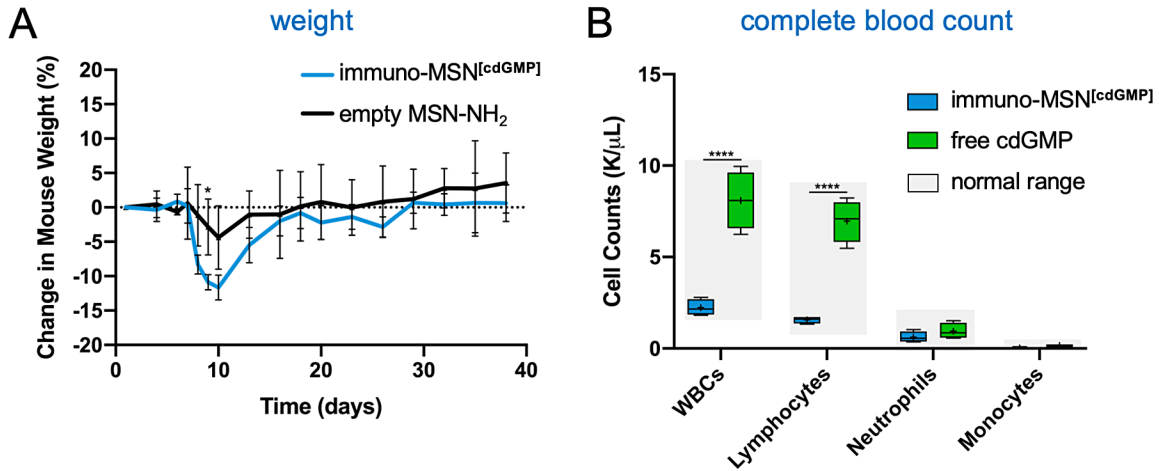 A
weight
Change in Mouse Weight (%)
20
15
10
5
0
-5
-10
-15
-20
immuno-MSN[cdGMP]
empty MSN-NH2
*
0
10
20
30
40
Time (days)
B
complete blood count
Cell Counts (K/μL)
15
10
5
0
immuno-MSN[cdGMP]
free cdGMP
normal range
****
****
WBCs
Lymphocytes
Neutrophils
Monocytes